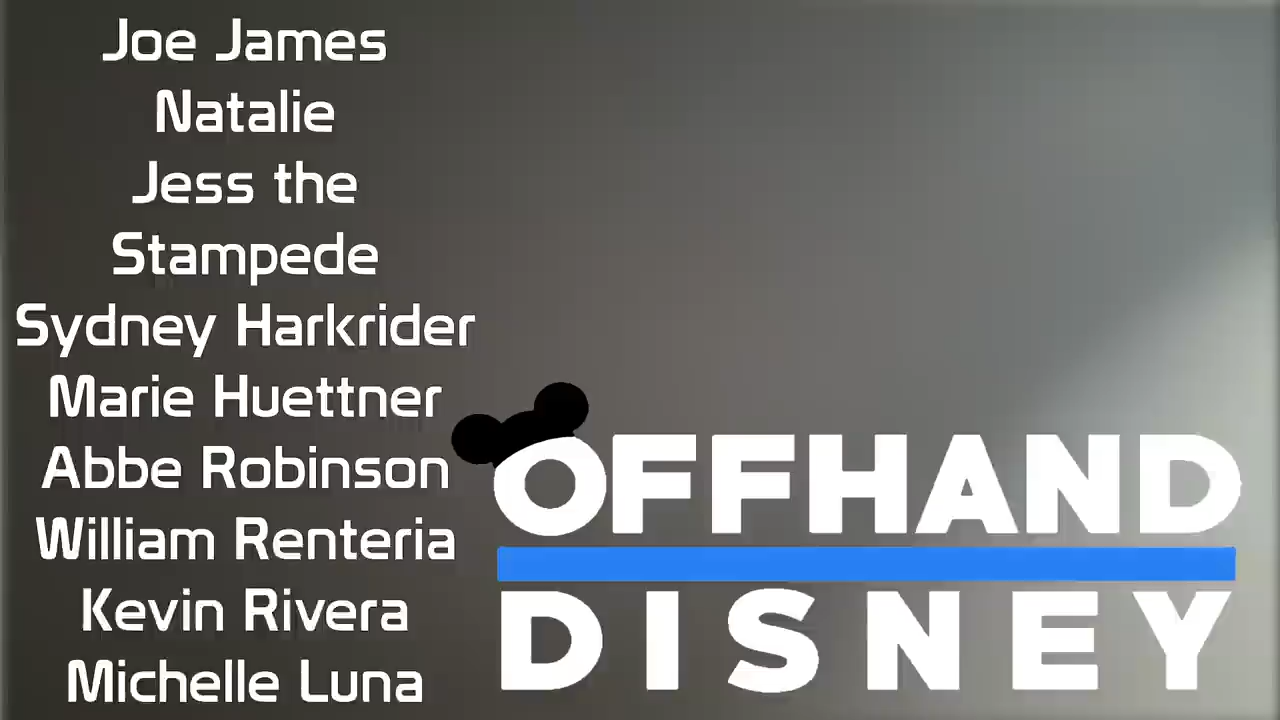 Joe James
Natalie
Jess the
Stampede
Sydney Harkrider
Marie Huettner
Abbe Robinson
William Renteria
Kevin Rivera
Michelle Luna
OFFHAND
DISNEY